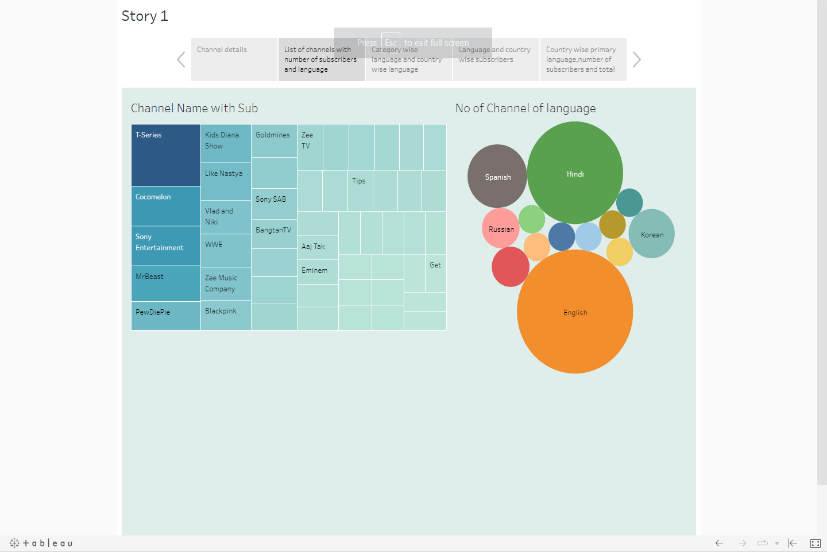 Story 1
Press Esc to exit full screen
Channel details
List of channels with
number of subscribers
and language
Category wise
language and country
wise language
Language and country
wise subscribers
Country wise primary
language,number of
subscribers and total
Channel Name with Sub
T-Series
Cocomelon
Sony
Entertainment
MrBeast
PewDiePie
Kids Diana
Show
Like Nastya
Vlad and
Niki
WWE
Zee Music
Company
Blackpink
Goldmines
Sony SAB
BangtanTV
Zee
TV
Tips
Aaj Tak
Eminem
Get
No of Channel of language
Spanish
Hindi
Russian
Korean
English
+ableau